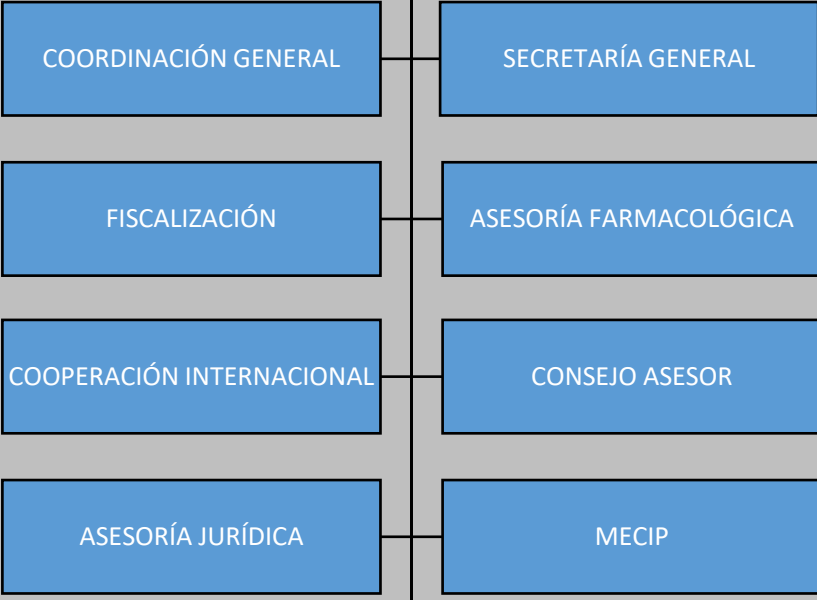 COORDINACIÓN GENERAL
SECRETARÍA GENERAL
FISCALIZACIÓN
ASESORÍA FARMACOLÓGICA
COOPERACIÓN INTERNACIONAL
CONSEJO ASESOR
ASESORÍA JURÍDICA
MECIP